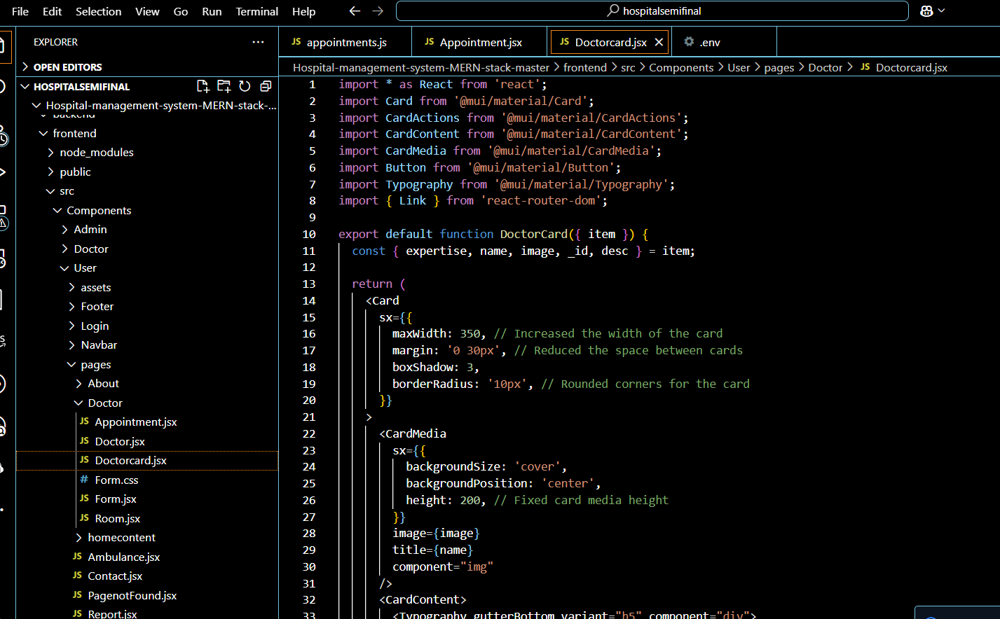 File Edit Selection View Go Run Terminal Help
hospitalsemifinal
EXPLORER
OPEN EDITORS
HOSPITALSEMIFINAL
Hospital-management-system-MERN-stack-...
backend
frontend
node_modules
public
src
Components
Admin
Doctor
User
assets
Footer
Login
Navbar
pages
About
Doctor
JS Appointment.jsx
JS Doctor.jsx
JS Doctorcard.jsx
# Form.css
JS Form.jsx
JS Room.jsx
homecontent
JS Ambulance.jsx
JS Contact.jsx
JS PagenotFound.jsx
JS Report.jsx
JS appointments.js JS Appointment.jsx JS Doctorcard.jsx .env
Hospital-management-system-MERN-stack-master > frontend > src > Components > User > pages > Doctor > JS Doctorcard.jsx
1 import * as React from 'react';
2 import Card from '@mui/material/Card';
3 import CardActions from '@mui/material/CardActions';
4 import CardContent from '@mui/material/CardContent';
5 import CardMedia from '@mui/material/CardMedia';
6 import Button from '@mui/material/Button';
7 import Typography from '@mui/material/Typography';
8 import { Link } from 'react-router-dom';
9
10 export default function DoctorCard({ item }) {
11 const { expertise, name, image, _id, desc } = item;
12
13 return (
14 <Card
15 sx={{
16 maxWidth: 350, // Increased the width of the card
17 margin: '0 30px', // Reduced the space between cards
18 boxShadow: 3,
19 borderRadius: '10px', // Rounded corners for the card
20 }}
21 >
22 <CardMedia
23 sx={{
24 backgroundSize: 'cover',
25 backgroundPosition: 'center',
26 height: 200, // Fixed card media height
27 }}
28 image={image}
29 title={name}
30 component="img"
31 />
32 <CardContent>
33 <Typography gutterBottom variant="h5" component="div">